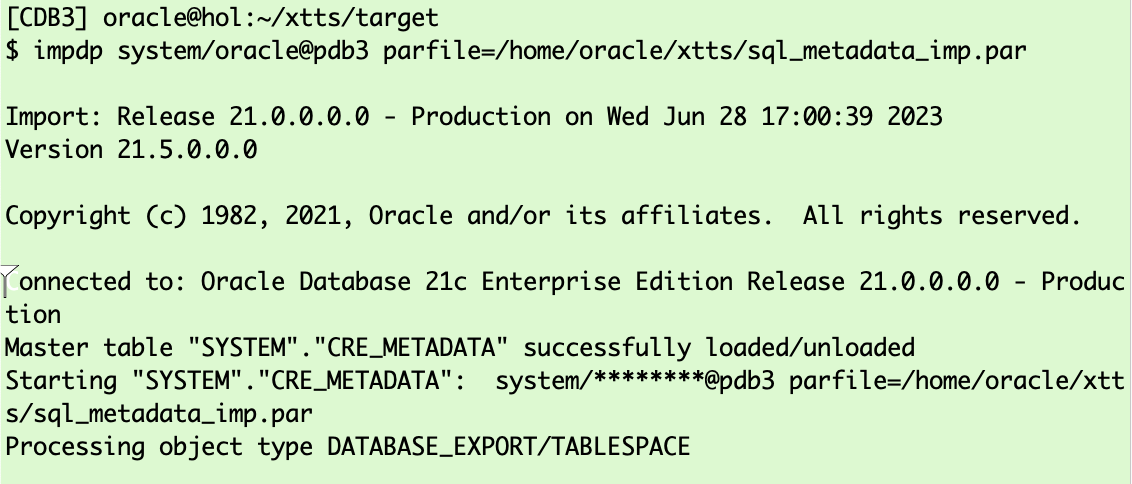 [CDB3] oracle@hol:~/xtts/target
$ impdp system/oracle@pdb3 parfile=/home/oracle/xtts/sql_metadata_imp.par
Import: Release 21.0.0.0.0 - Production on Wed Jun 28 17:00:39 2023
Version 21.5.0.0.0
Copyright (c) 1982, 2021, Oracle and/or its affiliates.  All rights reserved.
onnected to: Oracle Database 21c Enterprise Edition Release 21.0.0.0.0 - Produc
tion
Master table "SYSTEM"."CRE_METADATA" successfully loaded/unloaded
Starting "SYSTEM"."CRE_METADATA":  system/********@pdb3 parfile=/home/oracle/xtt
s/sql_metadata_imp.par
Processing object type DATABASE_EXPORT/TABLESPACE